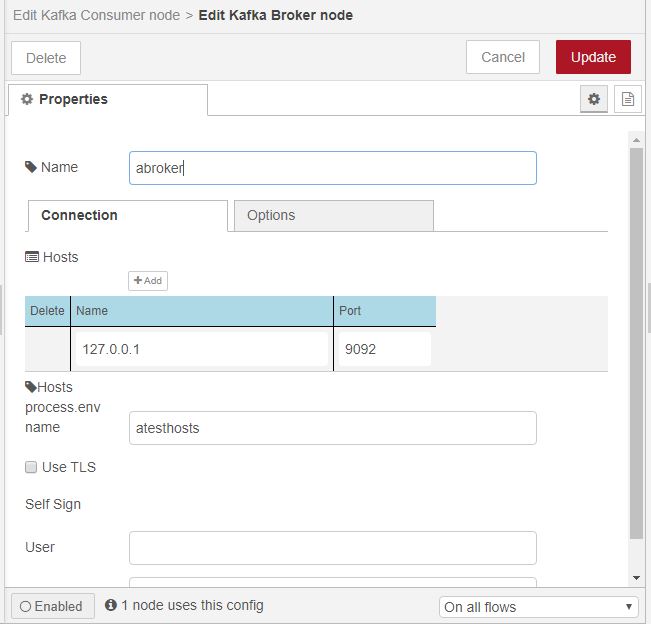 Edit Kafka Consumer node > Edit Kafka Broker node
Delete
Cancel
Update
Properties
Name
abroker
Connection
Options
Hosts
+ Add
Delete
Name
Port
127.0.0.1
9092
Hosts
process.env
name
atesthosts
Use TLS
Self Sign
User
Enabled
1 node uses this config
On all flows